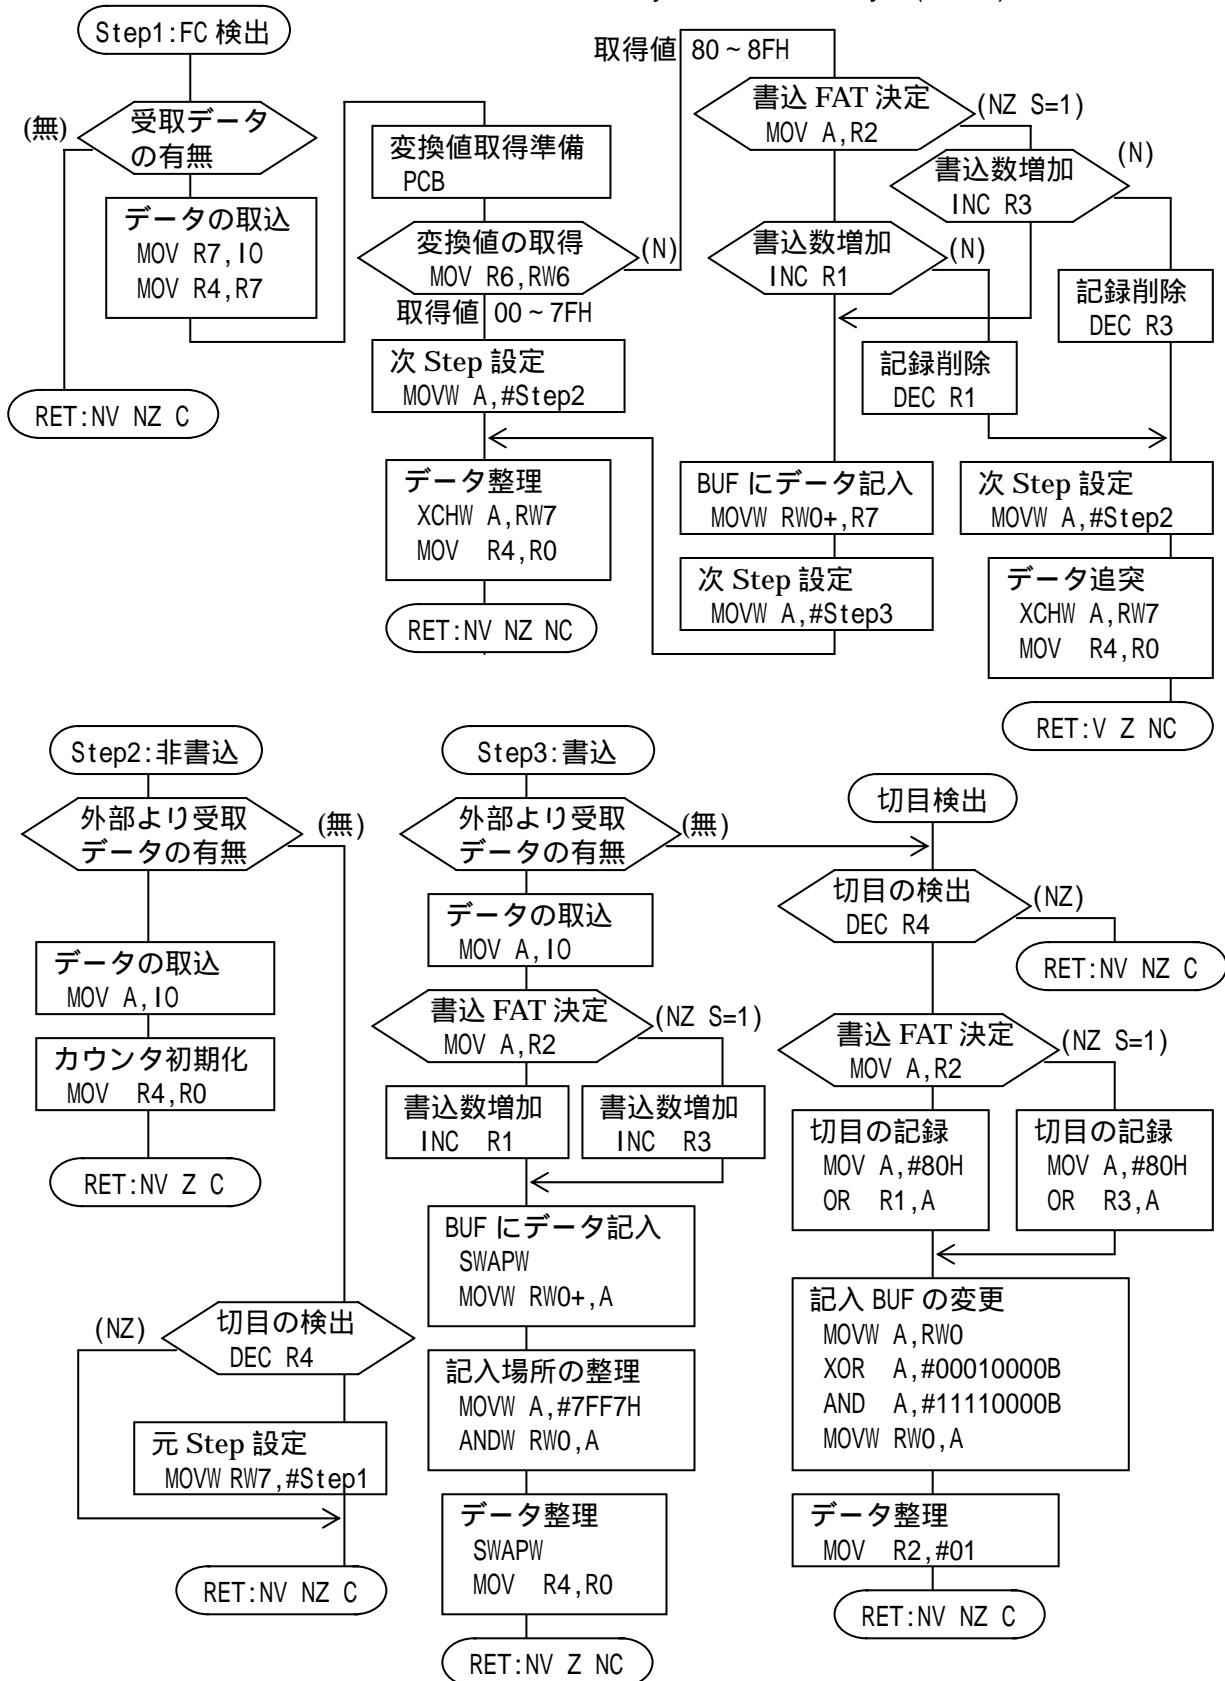 Step1:FC 検出
(無)
受取データ
の有無
データの取込
MOV R7,IO
MOV R4,R7
RET:NV NZ C
変換値取得準備
PCB
変換値の取得
MOV R6,RW6
(N)
取得値 00~7FH
次 Step 設定
MOVW A,#Step2
データ整理
XCHW A,RW7
MOV R4,R0
RET:NV NZ NC
取得値 80~8FH
書込 FAT 決定
MOV A,R2
(NZ S=1)
書込数増加
INC R3
(N)
書込数増加
INC R1
(N)
記録削除
DEC R3
記録削除
DEC R1
BUF にデータ記入
MOVW RW0+,R7
次 Step 設定
MOVW A,#Step3
次 Step 設定
MOVW A,#Step2
データ追突
XCHW A,RW7
MOV R4,R0
RET:V Z NC
Step2:非書込
外部より受取
データの有無
(無)
データの取込
MOV A,IO
カウンタ初期化
MOV R4,R0
RET:NV Z C
(NZ)
切目の検出
DEC R4
元 Step 設定
MOVW RW7,#Step1
RET:NV NZ C
Step3:書込
外部より受取
データの有無
(無)
データの取込
MOV A,IO
書込 FAT 決定
MOV A,R2
(NZ S=1)
書込数増加
INC R1
書込数増加
INC R3
BUF にデータ記入
SWAPW
MOVW RW0+,A
記入場所の整理
MOVW A,#7FF7H
ANDW RW0,A
データ整理
SWAPW
MOV R4,R0
RET:NV Z NC
切目検出
切目の検出
DEC R4
(NZ)
RET:NV NZ C
書込 FAT 決定
MOV A,R2
(NZ S=1)
切目の記録
MOV A,#80H
OR R1,A
切目の記録
MOV A,#80H
OR R3,A
記入 BUF の変更
MOVW A,RW0
XOR A,#00010000B
AND A,#11110000B
MOVW RW0,A
データ整理
MOV R2,#01
RET:NV NZ C